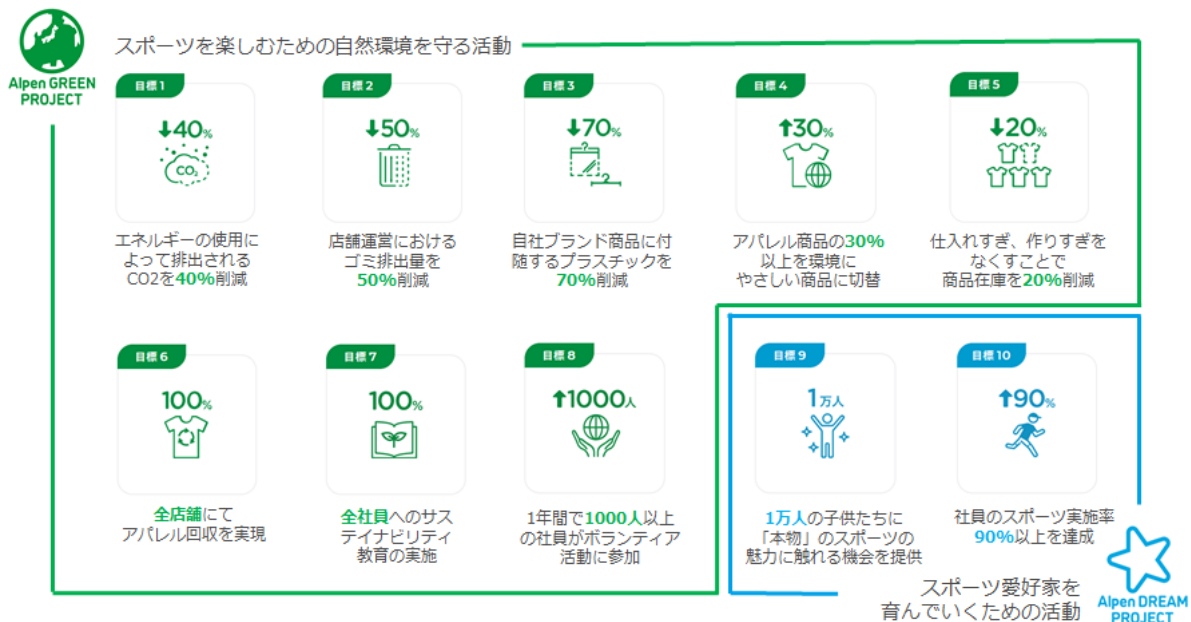 Alpen GREEN
PROJECT
スポーツを楽しむための自然環境を守る活動
目標1
↓40%
CO₂
エネルギーの使用に
よって排出される
CO2を40%削減
目標2
↓50%
店舗運営における
ゴミ排出量を
50%削減
目標3
↓70%
自社ブランド商品に付
随するプラスチックを
70%削減
目標4
↑30%
アパレル商品の30%
以上を環境に
やさしい商品に切替
目標5
↓20%
仕入れすぎ、作りすぎを
なくすことで
商品在庫を20%削減
目標6
100%
全店舗にて
アパレル回収を実現
目標7
100%
全社員へのサス
テイナビリティ
教育の実施
目標8
↑1000人
1年間で1000人以上
の社員がボランティア
活動に参加
目標9
1万人
1万人の子供たちに
「本物」のスポーツの
魅力に触れる機会を提供
目標10
↑90%
社員のスポーツ実施率
90%以上を達成
スポーツ愛好家を
育んでいくための活動
Alpen DREAM
PROJECT